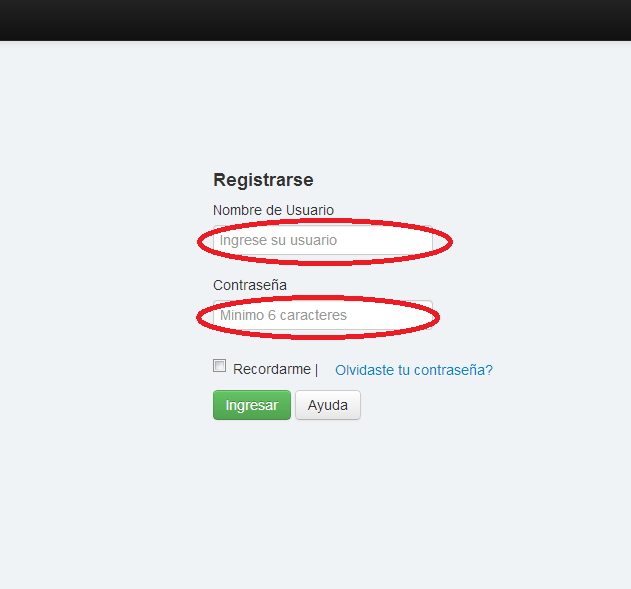 Registrarse
Nombre de Usuario
Ingrese su usuario
Contraseña
Minimo 6 caracteres
Recordarme | Olvidaste tu contraseña?
Ingresar Ayuda